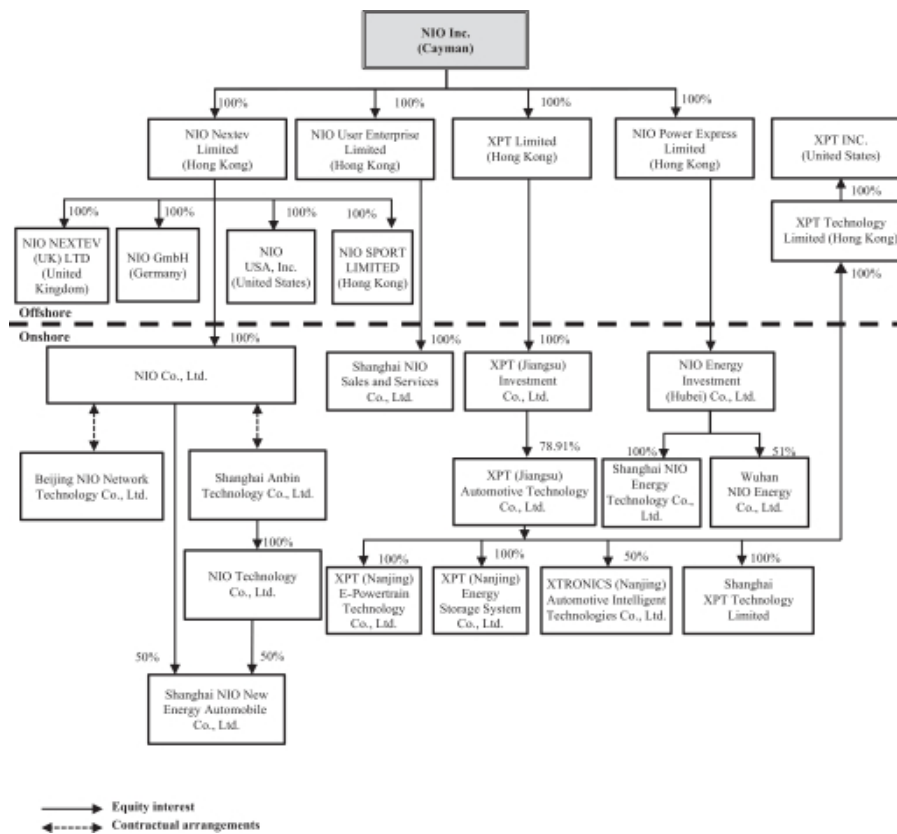 NIO Inc.
(Cayman)
100%
100%
100%
100%
NIO Nextev
Limited
(Hong Kong)
NIO User Enterprise
Limited
(Hong Kong)
XPT Limited
(Hong Kong)
NIO Power Express
Limited
(Hong Kong)
XPT INC.
(United States)
100%
100%
100%
100%
100%
NIO NEXTEV
(UK) LTD
(United
Kingdom)
NIO GmbH
(Germany)
NIO
USA, Inc.
(United States)
NIO SPORT
LIMITED
(Hong Kong)
XPT Technology
Limited (Hong Kong)
100%
Offshore
Onshore
100%
100%
100%
NIO Co., Ltd.
Shanghai NIO
Sales and Services
Co., Ltd.
XPT (Jiangsu)
Investment
Co., Ltd.
NIO Energy
Investment
(Hubei) Co., Ltd.
78.91%
100%
51%
Beijing NIO Network
Technology Co., Ltd.
Shanghai Anbin
Technology Co., Ltd.
XPT (Jiangsu)
Automotive Technology
Co., Ltd.
Shanghai NIO
Energy
Technology Co.,
Ltd.
Wuhan
NIO Energy
Co., Ltd.
100%
100%
100%
50%
100%
NIO Technology
Co., Ltd.
XPT (Nanjing)
E-Powertrain
Technology
Co., Ltd.
XPT (Nanjing)
Energy
Storage System
Co., Ltd.
XTRONICS (Nanjing)
Automotive Intelligent
Technologies Co., Ltd.
Shanghai
XPT Technology
Limited
50%
50%
Shanghai NIO New
Energy Automobile
Co., Ltd.
Equity interest
Contractual arrangements